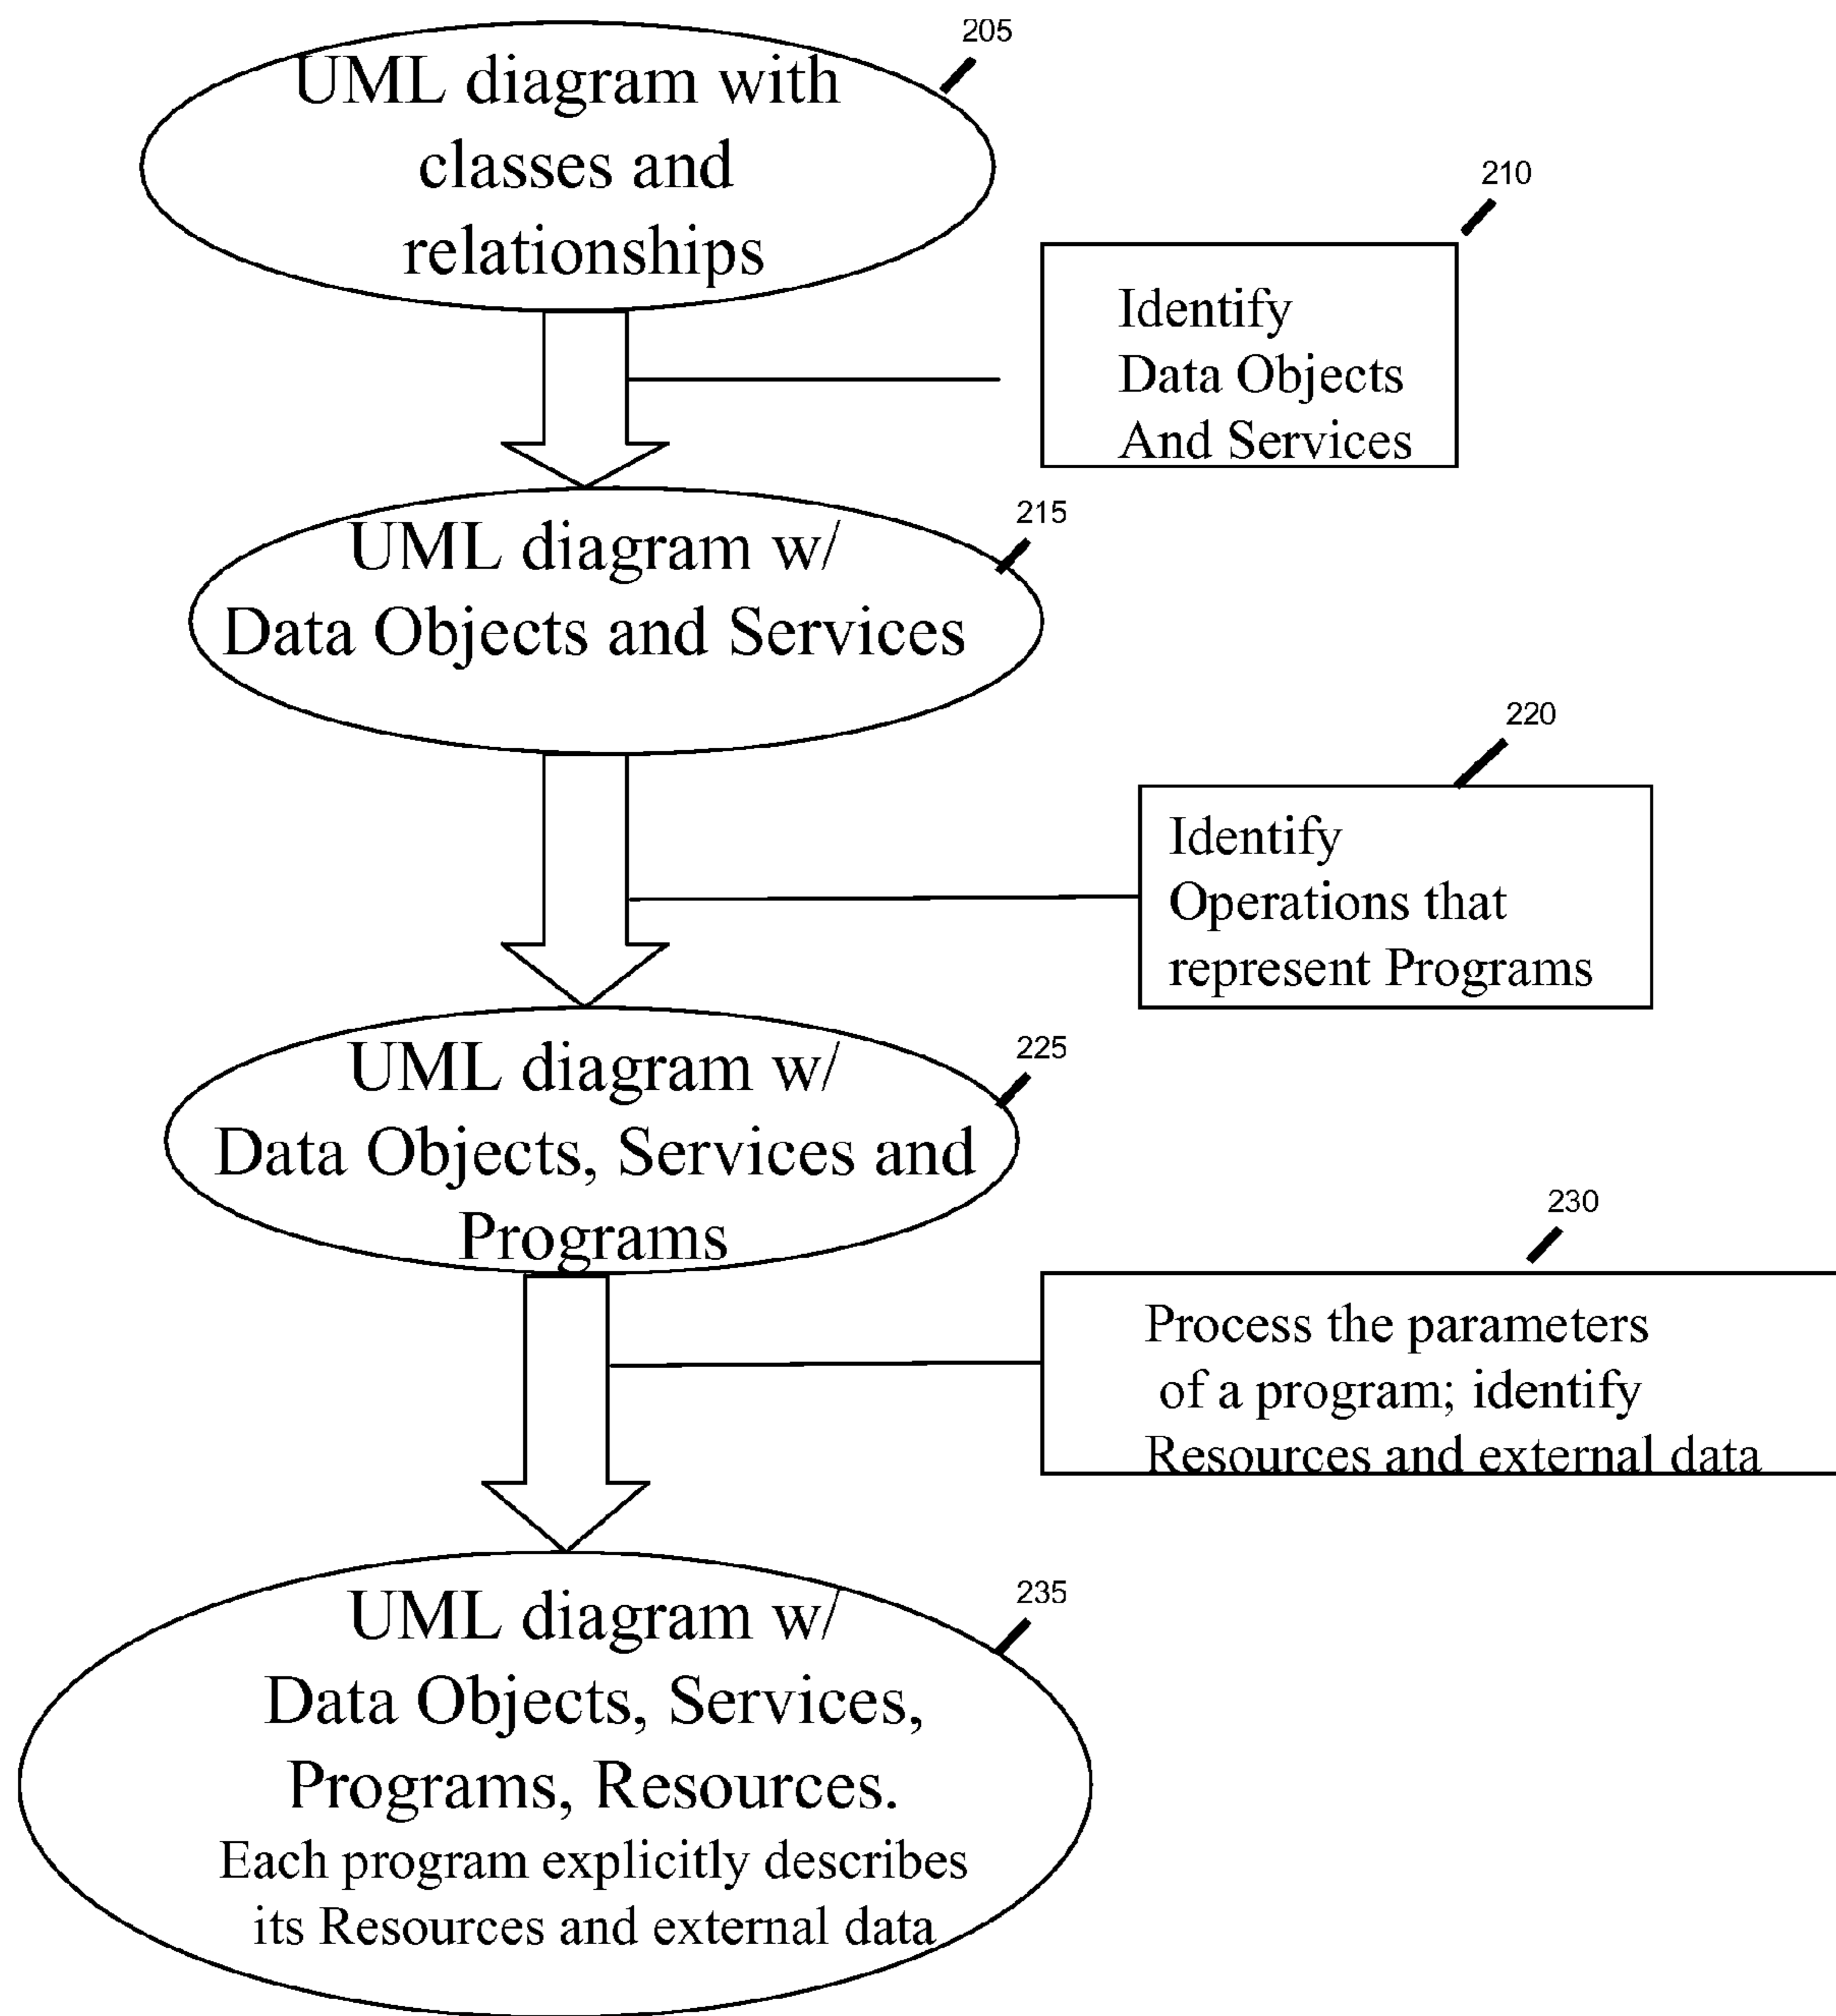 205
UML diagram with
classes and
relationships
210
Identify
Data Objects
And Services
215
UML diagram w/
Data Objects and Services
220
Identify
Operations that
represent Programs
225
UML diagram w/
Data Objects, Services and
Programs
230
Process the parameters
of a program; identify
Resources and external data
235
UML diagram w/
Data Objects, Services,
Programs, Resources.
Each program explicitly describes
its Resources and external data